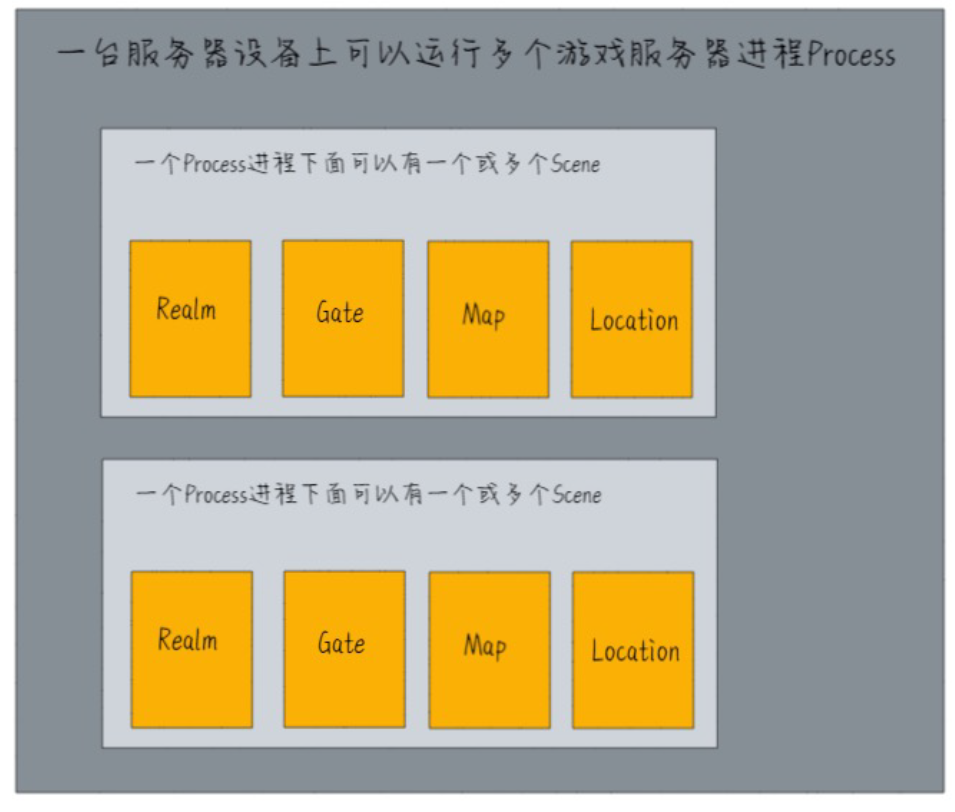 一台服务器设备上可以运行多个游戏服务器进程Process
一个Process进程下面可以有一个或多个Scene
Realm
Gate
Map
Location
一个Process进程下面可以有一个或多个Scene
Realm
Gate
Map
Location